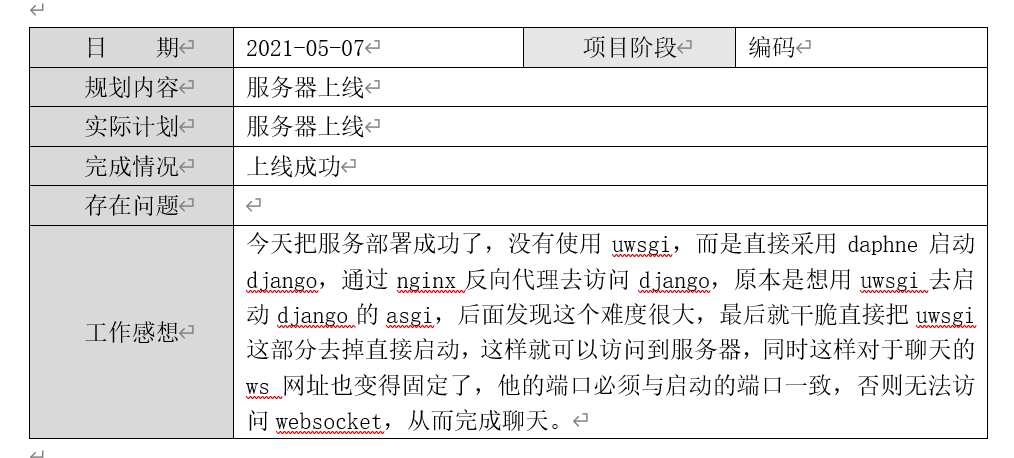 日 期 2021-05-07 项目阶段 编码
规划内容 服务器上线
实际计划 服务器上线
完成情况 上线成功
存在问题
工作感想
今天把服务部署成功了，没有使用 uwsgi，而是直接采用 daphne 启动
django，通过 nginx 反向代理去访问 django，原本是想用 uwsgi 去启
动 django 的 asgi，后面发现这个难度很大，最后就干脆直接把 uwsgi
这部分去掉直接启动，这样就可以访问到服务器，同时这样对于聊天的
ws 网址也变得固定了，他的端口必须与启动的端口一致，否则无法访
问 websocket，从而完成聊天。